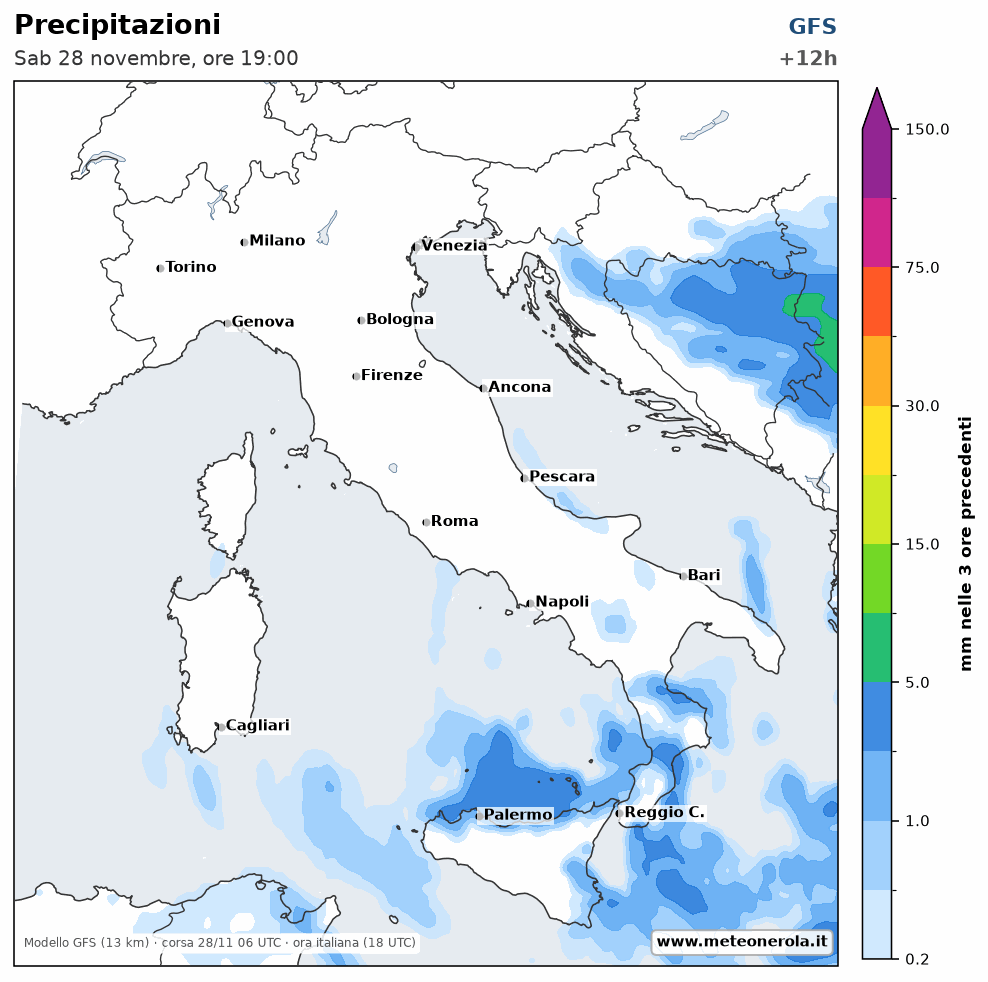 Precipitazioni
GFS
Sab 28 novembre, ore 19:00
+12h
150.0
75.0
30.0
15.0
5.0
1.0
0.2
mm nelle 3 ore precedenti
Milano
Venezia
Torino
Genova
Bologna
Firenze
Ancona
Pescara
Roma
Bari
Napoli
Cagliari
Palermo
Reggio C.
Modello GFS (13 km) · corsa 28/11 06 UTC · ora italiana (18 UTC)
www.meteonerola.it